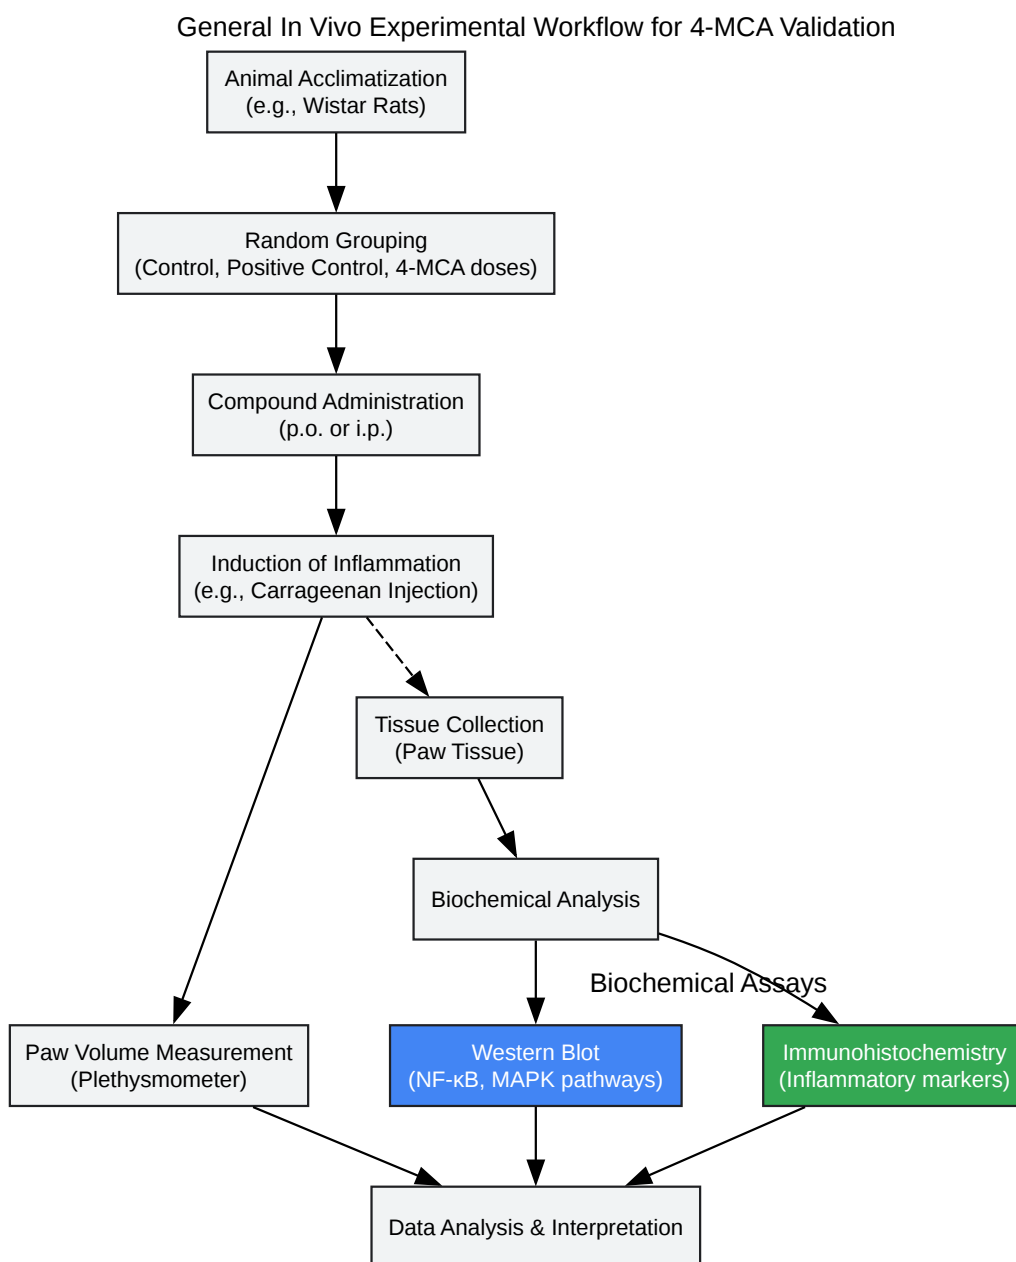 General In Vivo Experimental Workflow for 4-MCA Validation
Animal Acclimatization
(e.g., Wistar Rats)
Random Grouping
(Control, Positive Control, 4-MCA doses)
Compound Administration
(p.o. or i.p.)
Induction of Inflammation
(e.g., Carrageenan Injection)
Tissue Collection
(Paw Tissue)
Biochemical Analysis
Biochemical Assays
Paw Volume Measurement
(Plethysmometer)
Western Blot
(NF-κB, MAPK pathways)
Immunohistochemistry
(Inflammatory markers)
Data Analysis & Interpretation